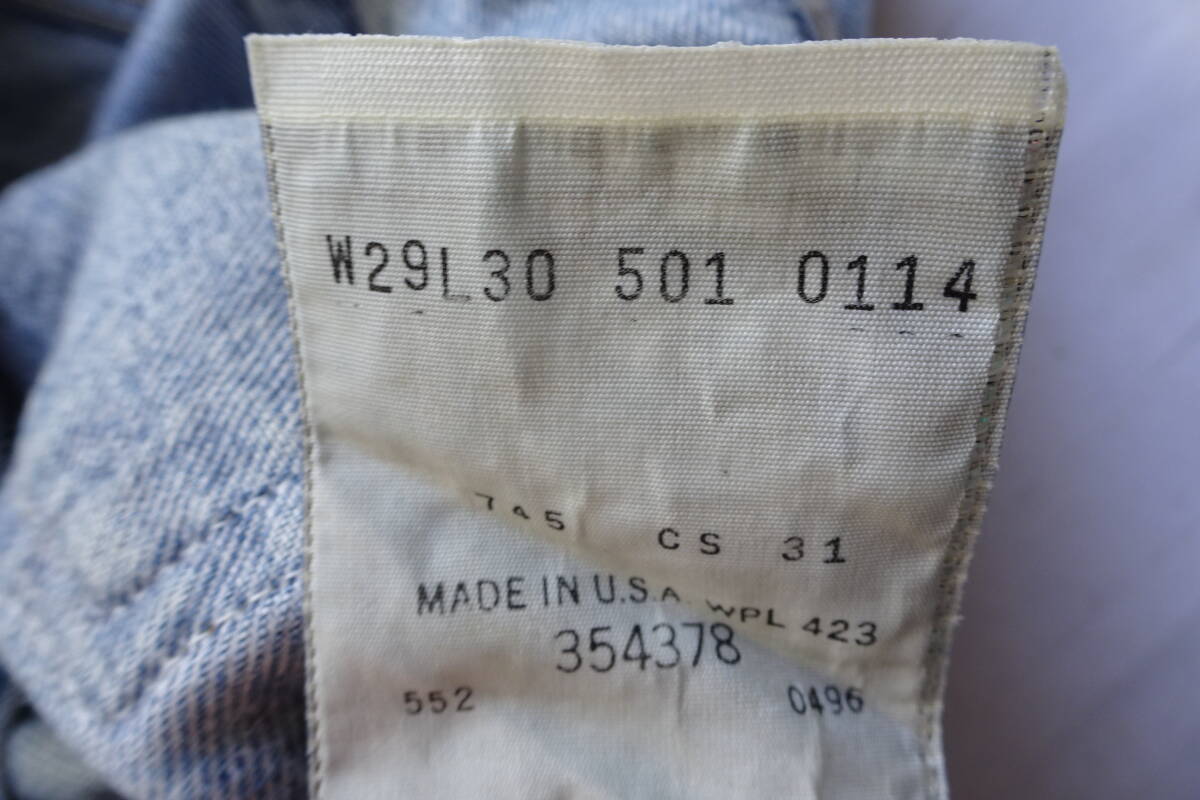 W29L30 501 0114
745 CS 31
MADE IN U.S.A. WPL 423
354378
552 0496